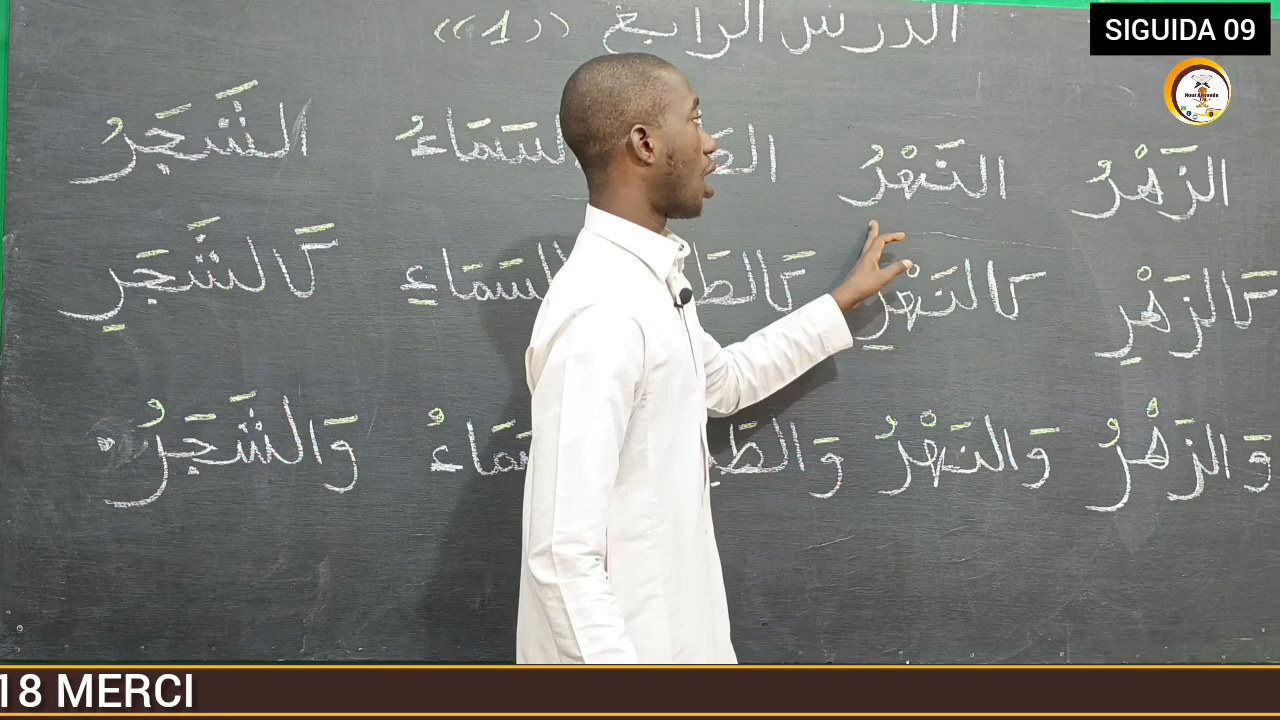 SIGUIDA 09
الدرس الرابع ((1))
الزَهْرُ النَهْرُ السَمَاءُ الشَجَرُ
كَالزَهْرِ كَالنَهْرِ السَمَاءِ كَالشَجَرِ
وَالزَهْرُ وَالنَهْرُ وَالشَجَرُ
18 MERCI